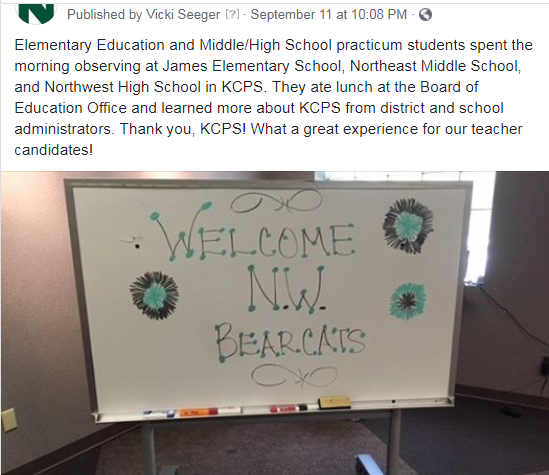 Published by Vicki Seeger [?] · September 11 at 10:08 PM ·
Elementary Education and Middle/High School practicum students spent the
morning observing at James Elementary School, Northeast Middle School,
and Northwest High School in KCPS. They ate lunch at the Board of
Education Office and learned more about KCPS from district and school
administrators. Thank you, KCPS! What a great experience for our teacher
candidates!
WELCOME
N.W.
BEARCATS